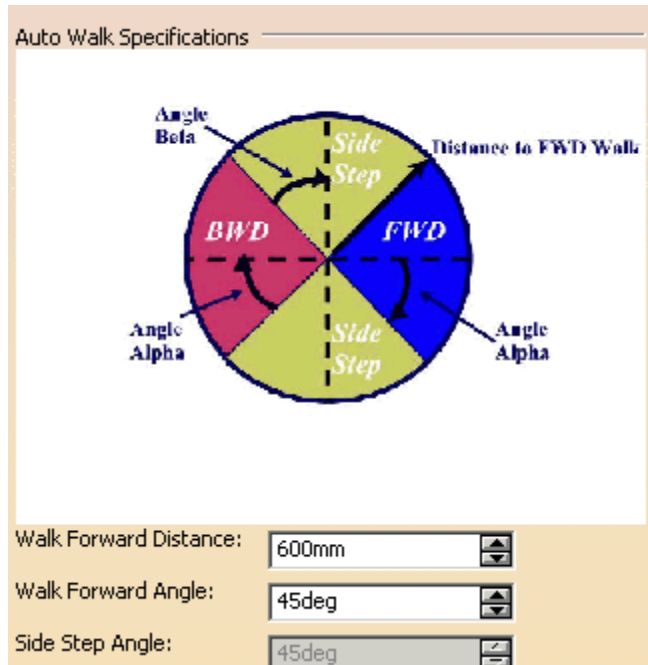 Auto Walk Specifications
Angle
Beta
Side
Step
Distance to FWD Walk
BWD
FWD
Angle
Alpha
Side
Step
Angle
Alpha
Walk Forward Distance:
600mm
Walk Forward Angle:
45deg
Side Step Angle:
45deg